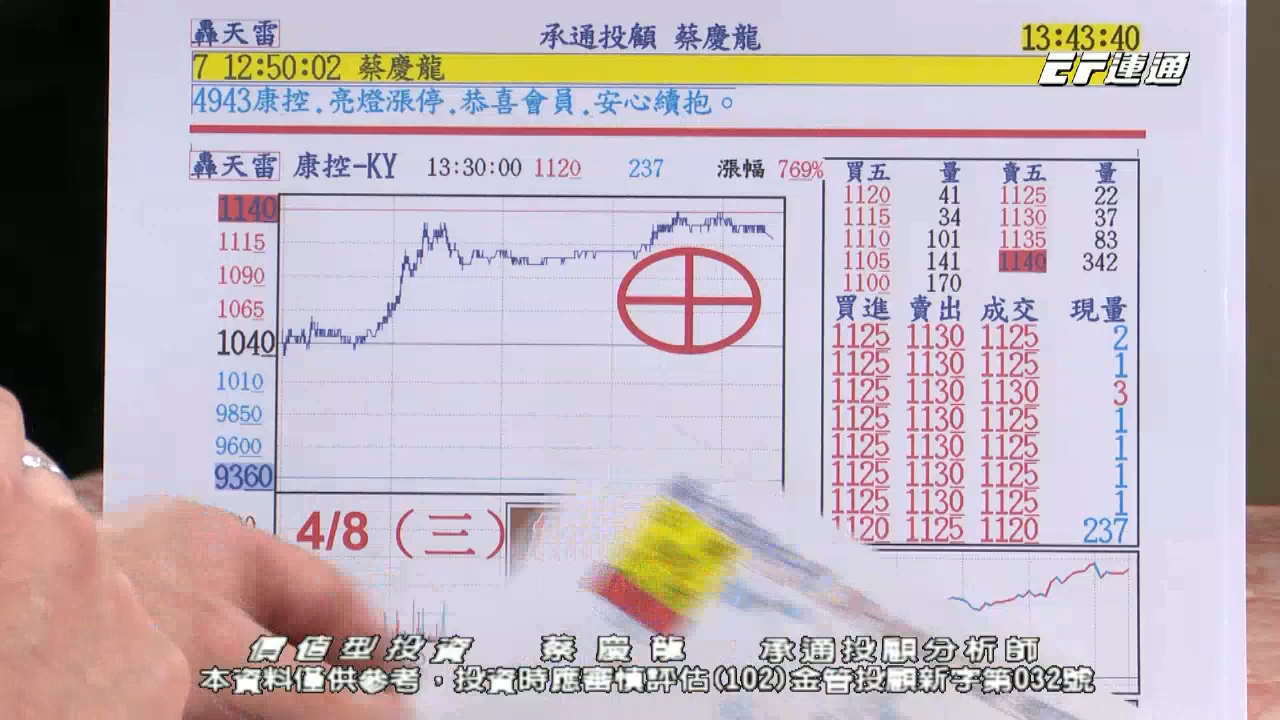 轟天雷 承通投顧 蔡慶龍 13:43:40
7 12:50:02 蔡慶龍
EF連通
4943康控.亮燈漲停.恭喜會員.安心續抱。
轟天雷 康控-KY 13:30:00 1120 237 漲幅 769%
買五 量 賣五 量
1120 41 1125 22
1115 34 1130 37
1110 101 1135 83
1105 141 1140 342
1100 170
買進 賣出 成交 現量
1125 1130 1125 2
1125 1130 1125 1
1125 1130 1130 3
1125 1130 1125 1
1125 1130 1125 1
1125 1130 1125 1
1125 1130 1125 1
1120 1125 1120 237
1140
1115
1090
1065
1040
1010
9850
9600
9360
4/8 (三)
價值型投資 蔡慶龍 承通投顧分析師
本資料僅供參考，投資時應審慎評估(102)金管投顧新字第032號